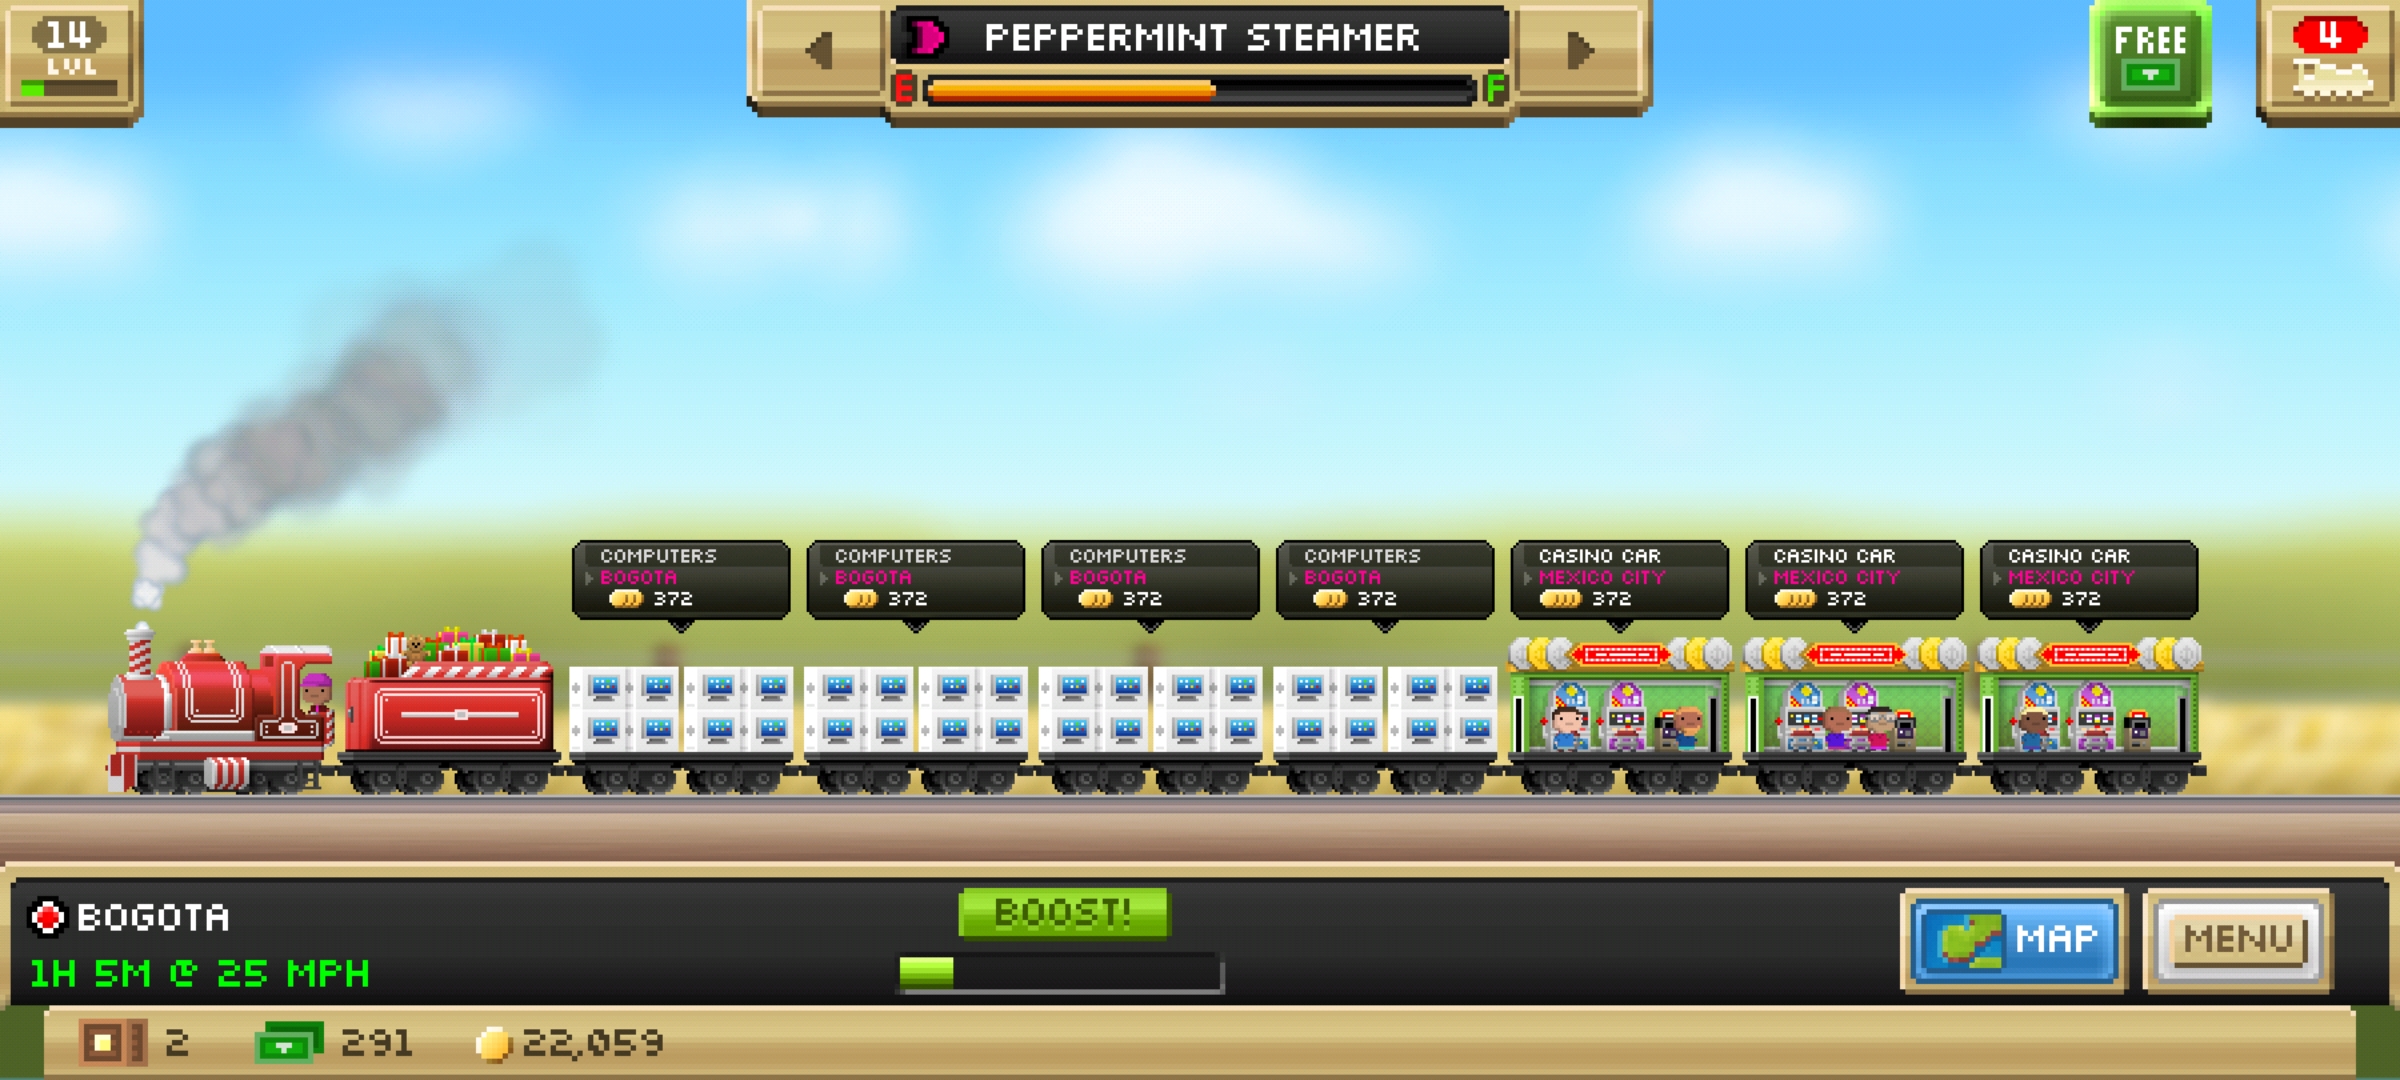 14
LVL
PEPPERMINT STEAMER
E F
FREE
4
COMPUTERS
BOGOTA
372
COMPUTERS
BOGOTA
372
COMPUTERS
BOGOTA
372
COMPUTERS
BOGOTA
372
CASINO CAR
MEXICO CITY
372
CASINO CAR
MEXICO CITY
372
CASINO CAR
MEXICO CITY
372
BOGOTA
1H 5M @ 25 MPH
BOOST!
MAP
MENU
2
291
22,059